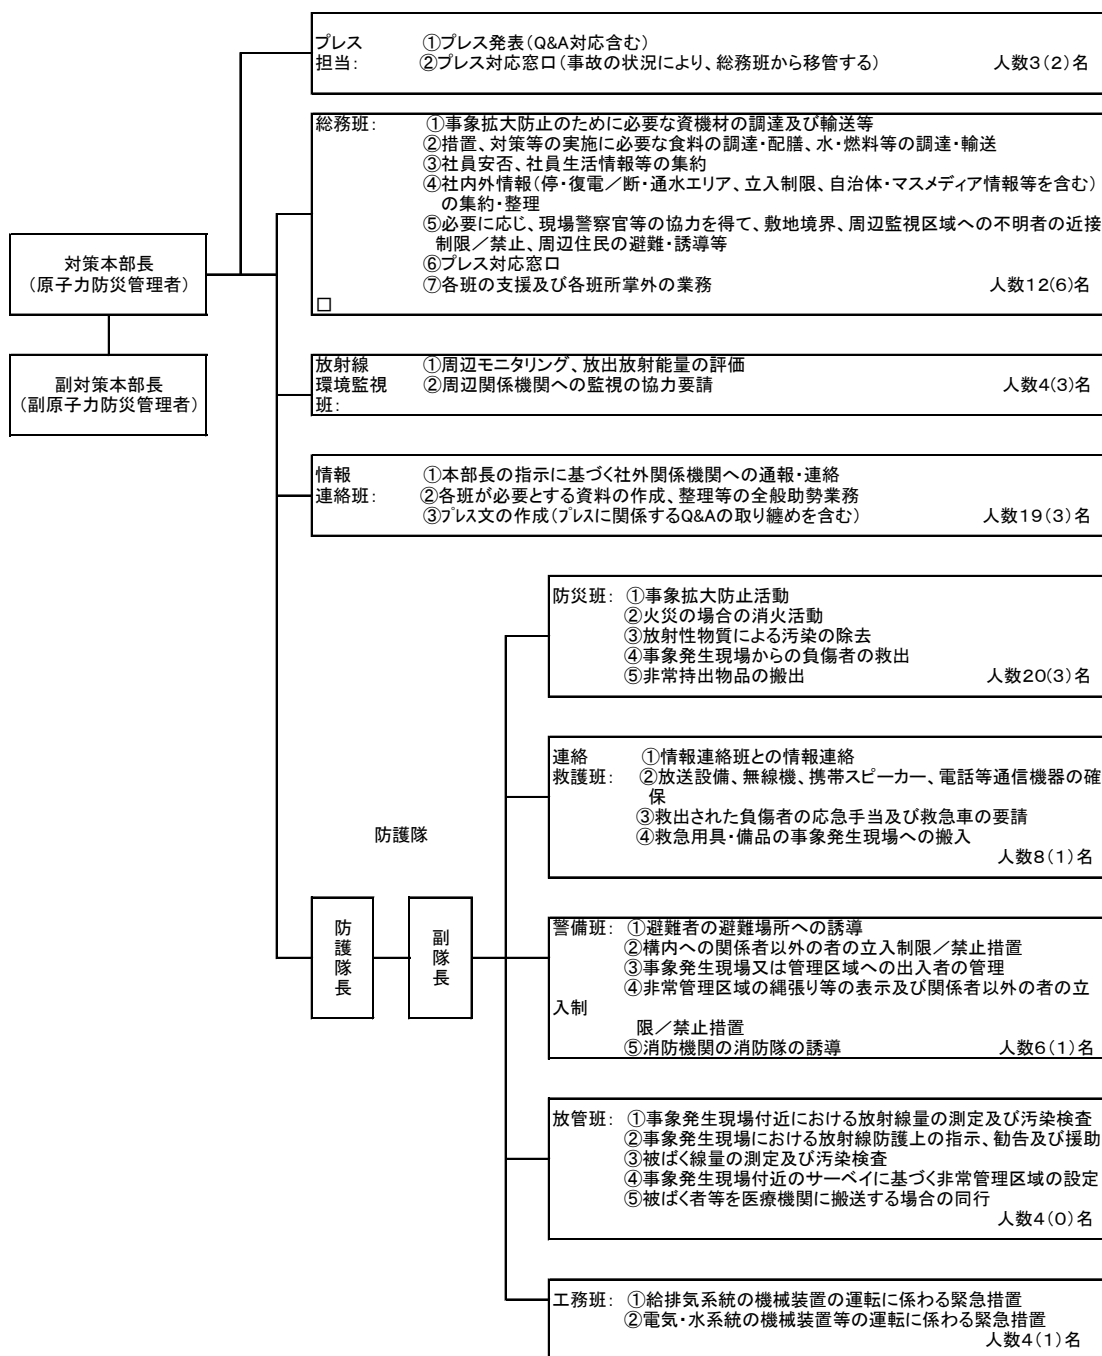 プレス ①プレス発表(Q&A対応含む)
担当: ②プレス対応窓口(事故の状況により、総務班から移管する) 人数3(2)名
総務班: ①事象拡大防止のために必要な資機材の調達及び輸送等
②措置、対策等の実施に必要な食料の調達・配膳、水・燃料等の調達・輸送
③社員安否、社員生活情報等の集約
④社内外情報(停・復電/断・通水エリア、立入制限、自治体・マスメディア情報等を含む)
の集約・整理
⑤必要に応じ、現場警察官等の協力を得て、敷地境界、周辺監視区域への不明者の近接
制限/禁止、周辺住民の避難・誘導等
⑥プレス対応窓口
⑦各班の支援及び各班所掌外の業務 人数12(6)名
□
対策本部長
(原子力防災管理者)
副対策本部長
(副原子力防災管理者)
放射線 ①周辺モニタリング、放出放射能量の評価
環境監視 ②周辺関係機関への監視の協力要請 人数4(3)名
班:
情報 ①本部長の指示に基づく社外関係機関への通報・連絡
連絡班: ②各班が必要とする資料の作成、整理等の全般助勢業務
③プレス文の作成(プレスに関係するQ&Aの取り纏めを含む) 人数19(3)名
防災班: ①事象拡大防止活動
②火災の場合の消火活動
③放射性物質による汚染の除去
④事象発生現場からの負傷者の救出
⑤非常持出物品の搬出 人数20(3)名
連絡 ①情報連絡班との情報連絡
救護班: ②放送設備、無線機、携帯スピーカー、電話等通信機器の確
保
③救出された負傷者の応急手当及び救急車の要請
④救急用具・備品の事象発生現場への搬入
人数8(1)名
防護隊
防護隊長
副隊長
警備班: ①避難者の避難場所への誘導
②構内への関係者以外の者の立入制限/禁止措置
③事象発生現場又は管理区域への出入者の管理
④非常管理区域の縄張り等の表示及び関係者以外の者の立
入制
限/禁止措置
⑤消防機関の消防隊の誘導 人数6(1)名
放管班: ①事象発生現場付近における放射線量の測定及び汚染検査
②事象発生現場における放射線防護上の指示、勧告及び援助
③被ばく線量の測定及び汚染検査
④事象発生現場付近のサーベイに基づく非常管理区域の設定
⑤被ばく者等を医療機関に搬送する場合の同行
人数4(0)名
工務班: ①給排気系統の機械装置の運転に係わる緊急措置
②電気・水系統の機械装置等の運転に係わる緊急措置
人数4(1)名